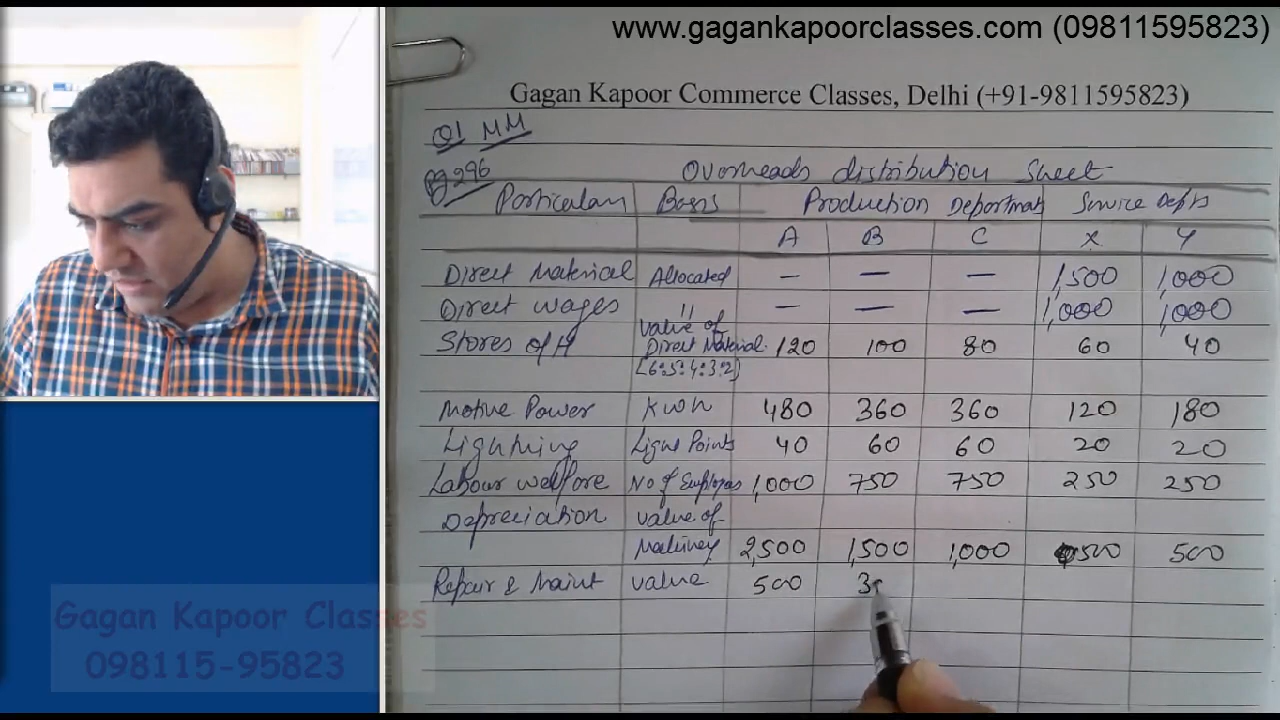 www.gagankapoorclasses.com (09811595823)
Gagan Kapoor Commerce Classes, Delhi (+91-9811595823)
Q1 MM
Pg 296
Overheads distribution Sheet
Particulars Basis Production Departments Service Depts
A B C X Y
Direct Material Allocated — — — 1,500 1,000
Direct wages " — — — 1,000 1,000
Stores of H value of Direct Material 120 100 80 60 40
[6:5:4:3:2]
Motive Power KWH 480 360 360 120 180
Lighting Light Points 40 60 60 20 20
Labour welfare No of Employees 1,000 750 750 250 250
Depreciation value of
Machinery 2,500 1,500 1,000 500 500
Repair & Maint value 500 3
Gagan Kapoor Classes
098115-95823